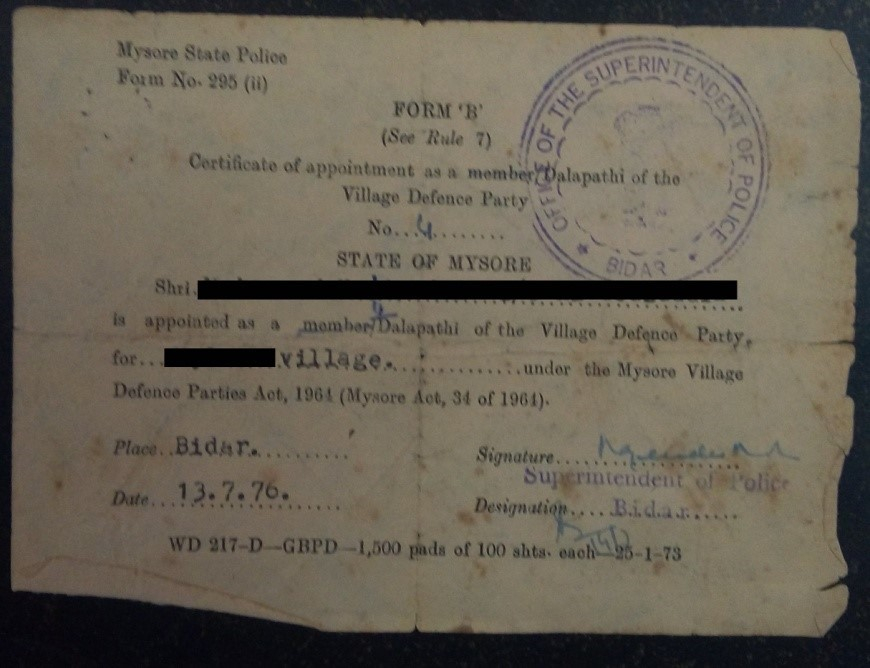 Mysore State Police
Form No. 295 (ii)
OFFICE OF THE SUPERINTENDENT OF POLICE
BIDAR
FORM 'B'
(See Rule 7)
Certificate of appointment as a member/Dalapathi of the
Village Defence Party
No...4........
STATE OF MYSORE
Shri.
is appointed as a member/Dalapathi of the Village Defence Party,
for... village. ............under the Mysore Village
Defence Parties Act, 1964 (Mysore Act, 34 of 1964).
Place..Bidar...........
Signature....
Superintendent of Police
Date...13.7.76.......
Designation....Bidar......
WD 217-D—GBPD—1,500 pads of 100 shts. each—25-1-73